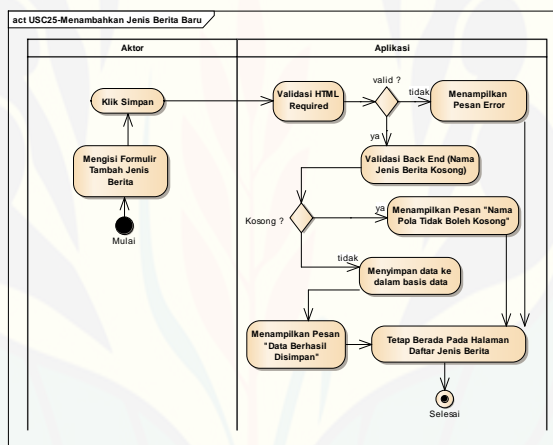 act USC25-Menambahkan Jenis Berita Baru
Aktor
Aplikasi
Klik Simpan
Mengisi Formulir
Tambah Jenis
Berita
Mulai
Validasi HTML
Required
valid ?
tidak
Menampilkan
Pesan Error
ya
Validasi Back End (Nama
Jenis Berita Kosong)
Kosong ?
ya
Menampilkan Pesan "Nama
Pola Tidak Boleh Kosong"
tidak
Menyimpan data ke
dalam basis data
Menampilkan Pesan
"Data Berhasil
Disimpan"
Tetap Berada Pada Halaman
Daftar Jenis Berita
Selesai